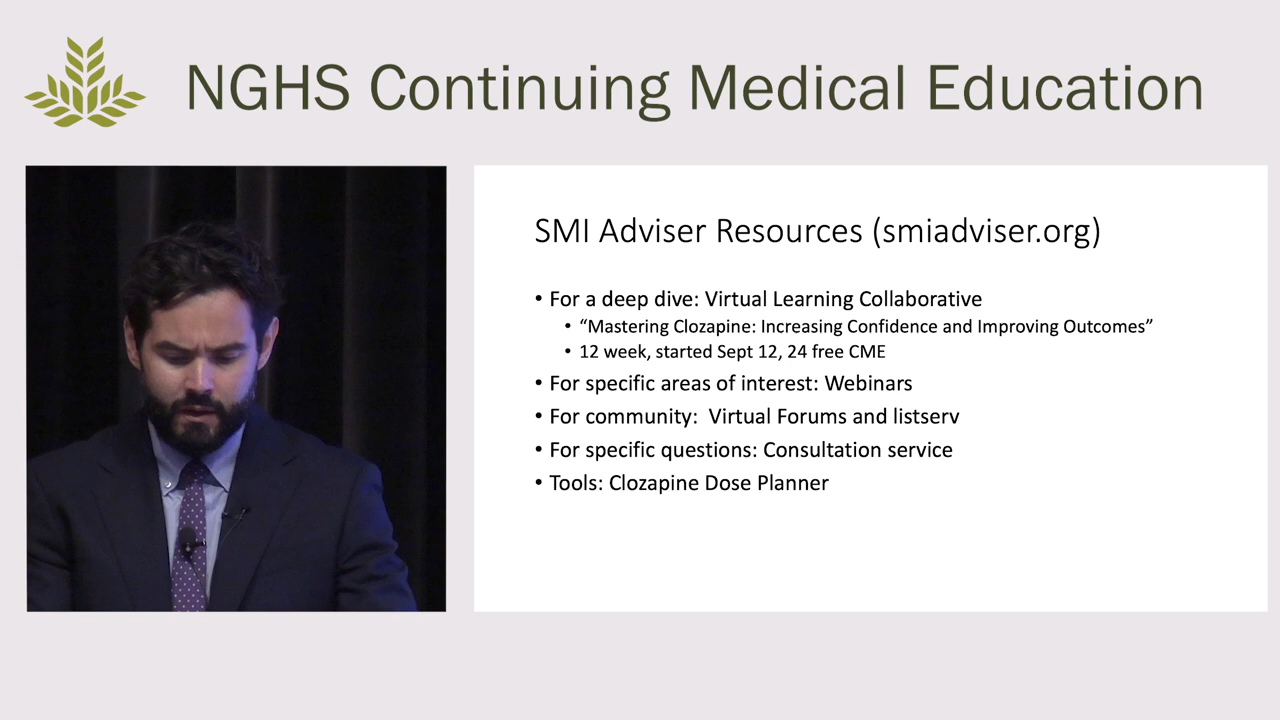 NGHS Continuing Medical Education
SMI Adviser Resources (smiadviser.org)
• For a deep dive: Virtual Learning Collaborative
• “Mastering Clozapine: Increasing Confidence and Improving Outcomes”
• 12 week, started Sept 12, 24 free CME
• For specific areas of interest: Webinars
• For community:  Virtual Forums and listserv
• For specific questions: Consultation service
• Tools: Clozapine Dose Planner